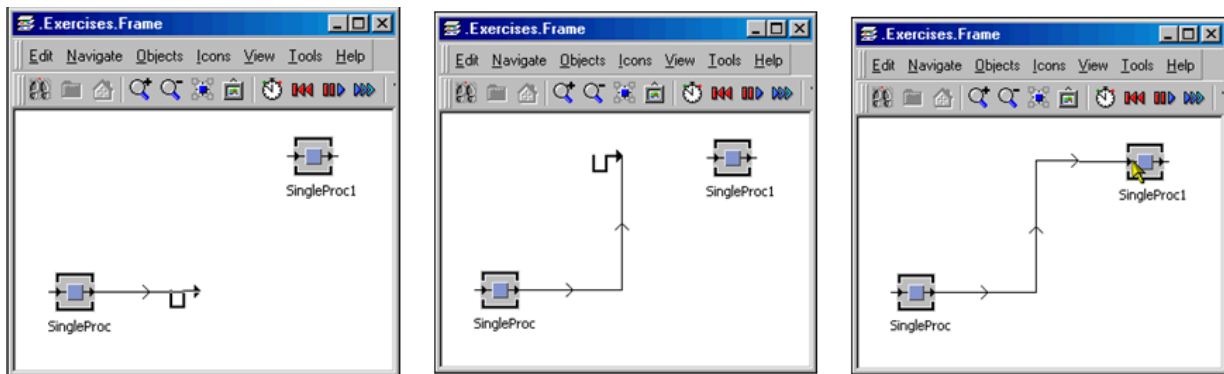 .Exercises.Frame
Edit Navigate Objects Icons View Tools Help
SingleProc1
SingleProc
.Exercises.Frame
Edit Navigate Objects Icons View Tools Help
SingleProc1
SingleProc
.Exercises.Frame
Edit Navigate Objects Icons View Tools Help
SingleProc1
SingleProc